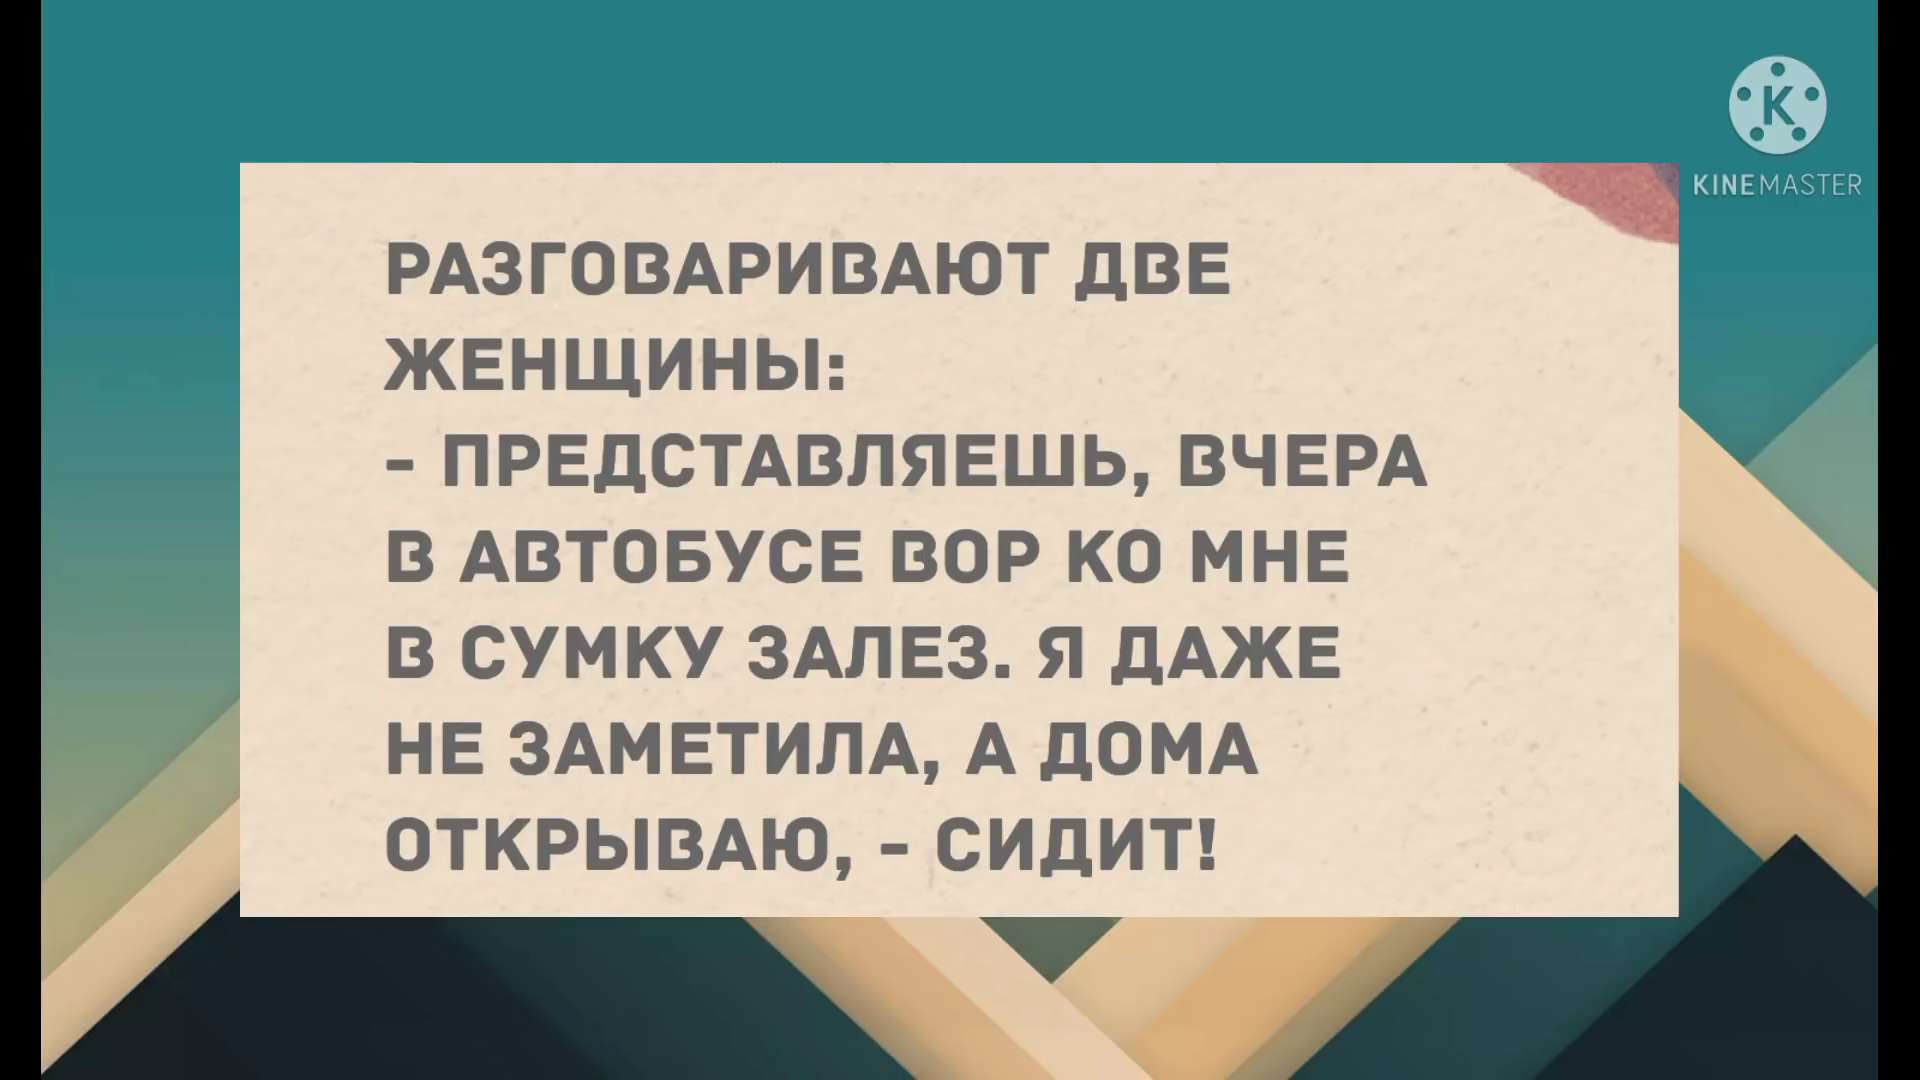 РАЗГОВАРИВАЮТ ДВЕ
ЖЕНЩИНЫ:
- ПРЕДСТАВЛЯЕШЬ, ВЧЕРА
В АВТОБУСЕ ВОР КО МНЕ
В СУМКУ ЗАЛЕЗ. Я ДАЖЕ
НЕ ЗАМЕТИЛА, А ДОМА
ОТКРЫВАЮ, - СИДИТ!
K
KINEMASTER